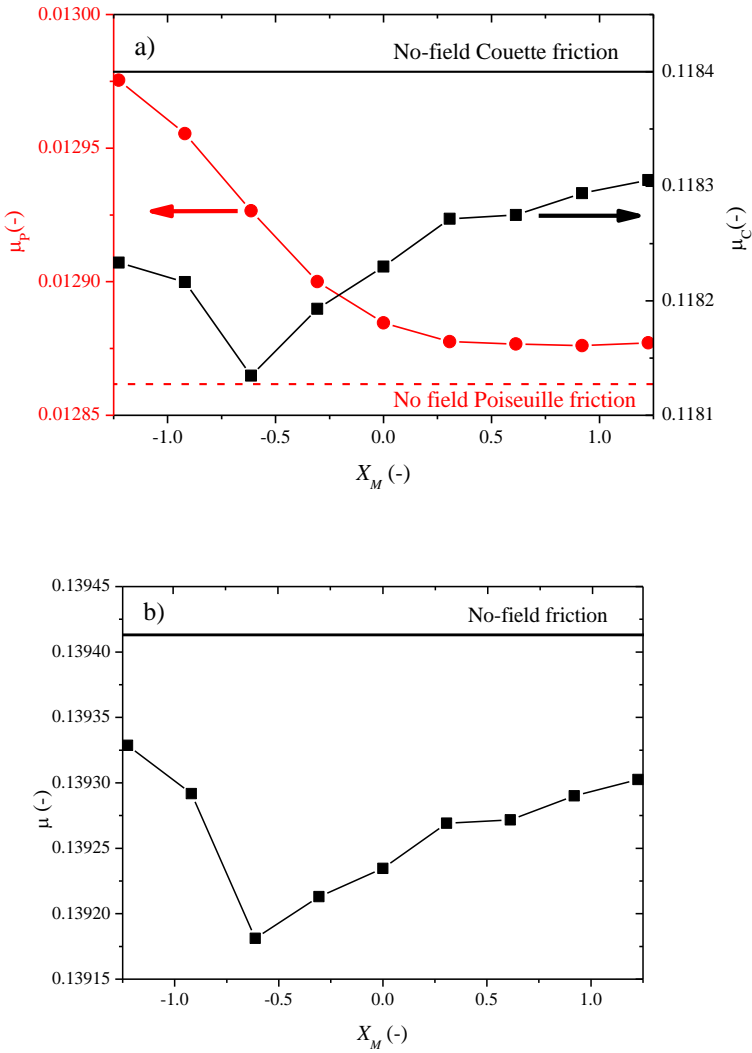 a)
No-field Couette friction
0.01300
0.01295
0.01290
0.01285
μP(-)
0.1184
0.1183
0.1182
0.1181
μC(-)
No field Poiseuille friction
-1.0 -0.5 0.0 0.5 1.0
XM (-)
b)
No-field friction
0.13945
0.13940
0.13935
0.13930
0.13925
0.13920
0.13915
μ (-)
-1.0 -0.5 0.0 0.5 1.0
XM (-)